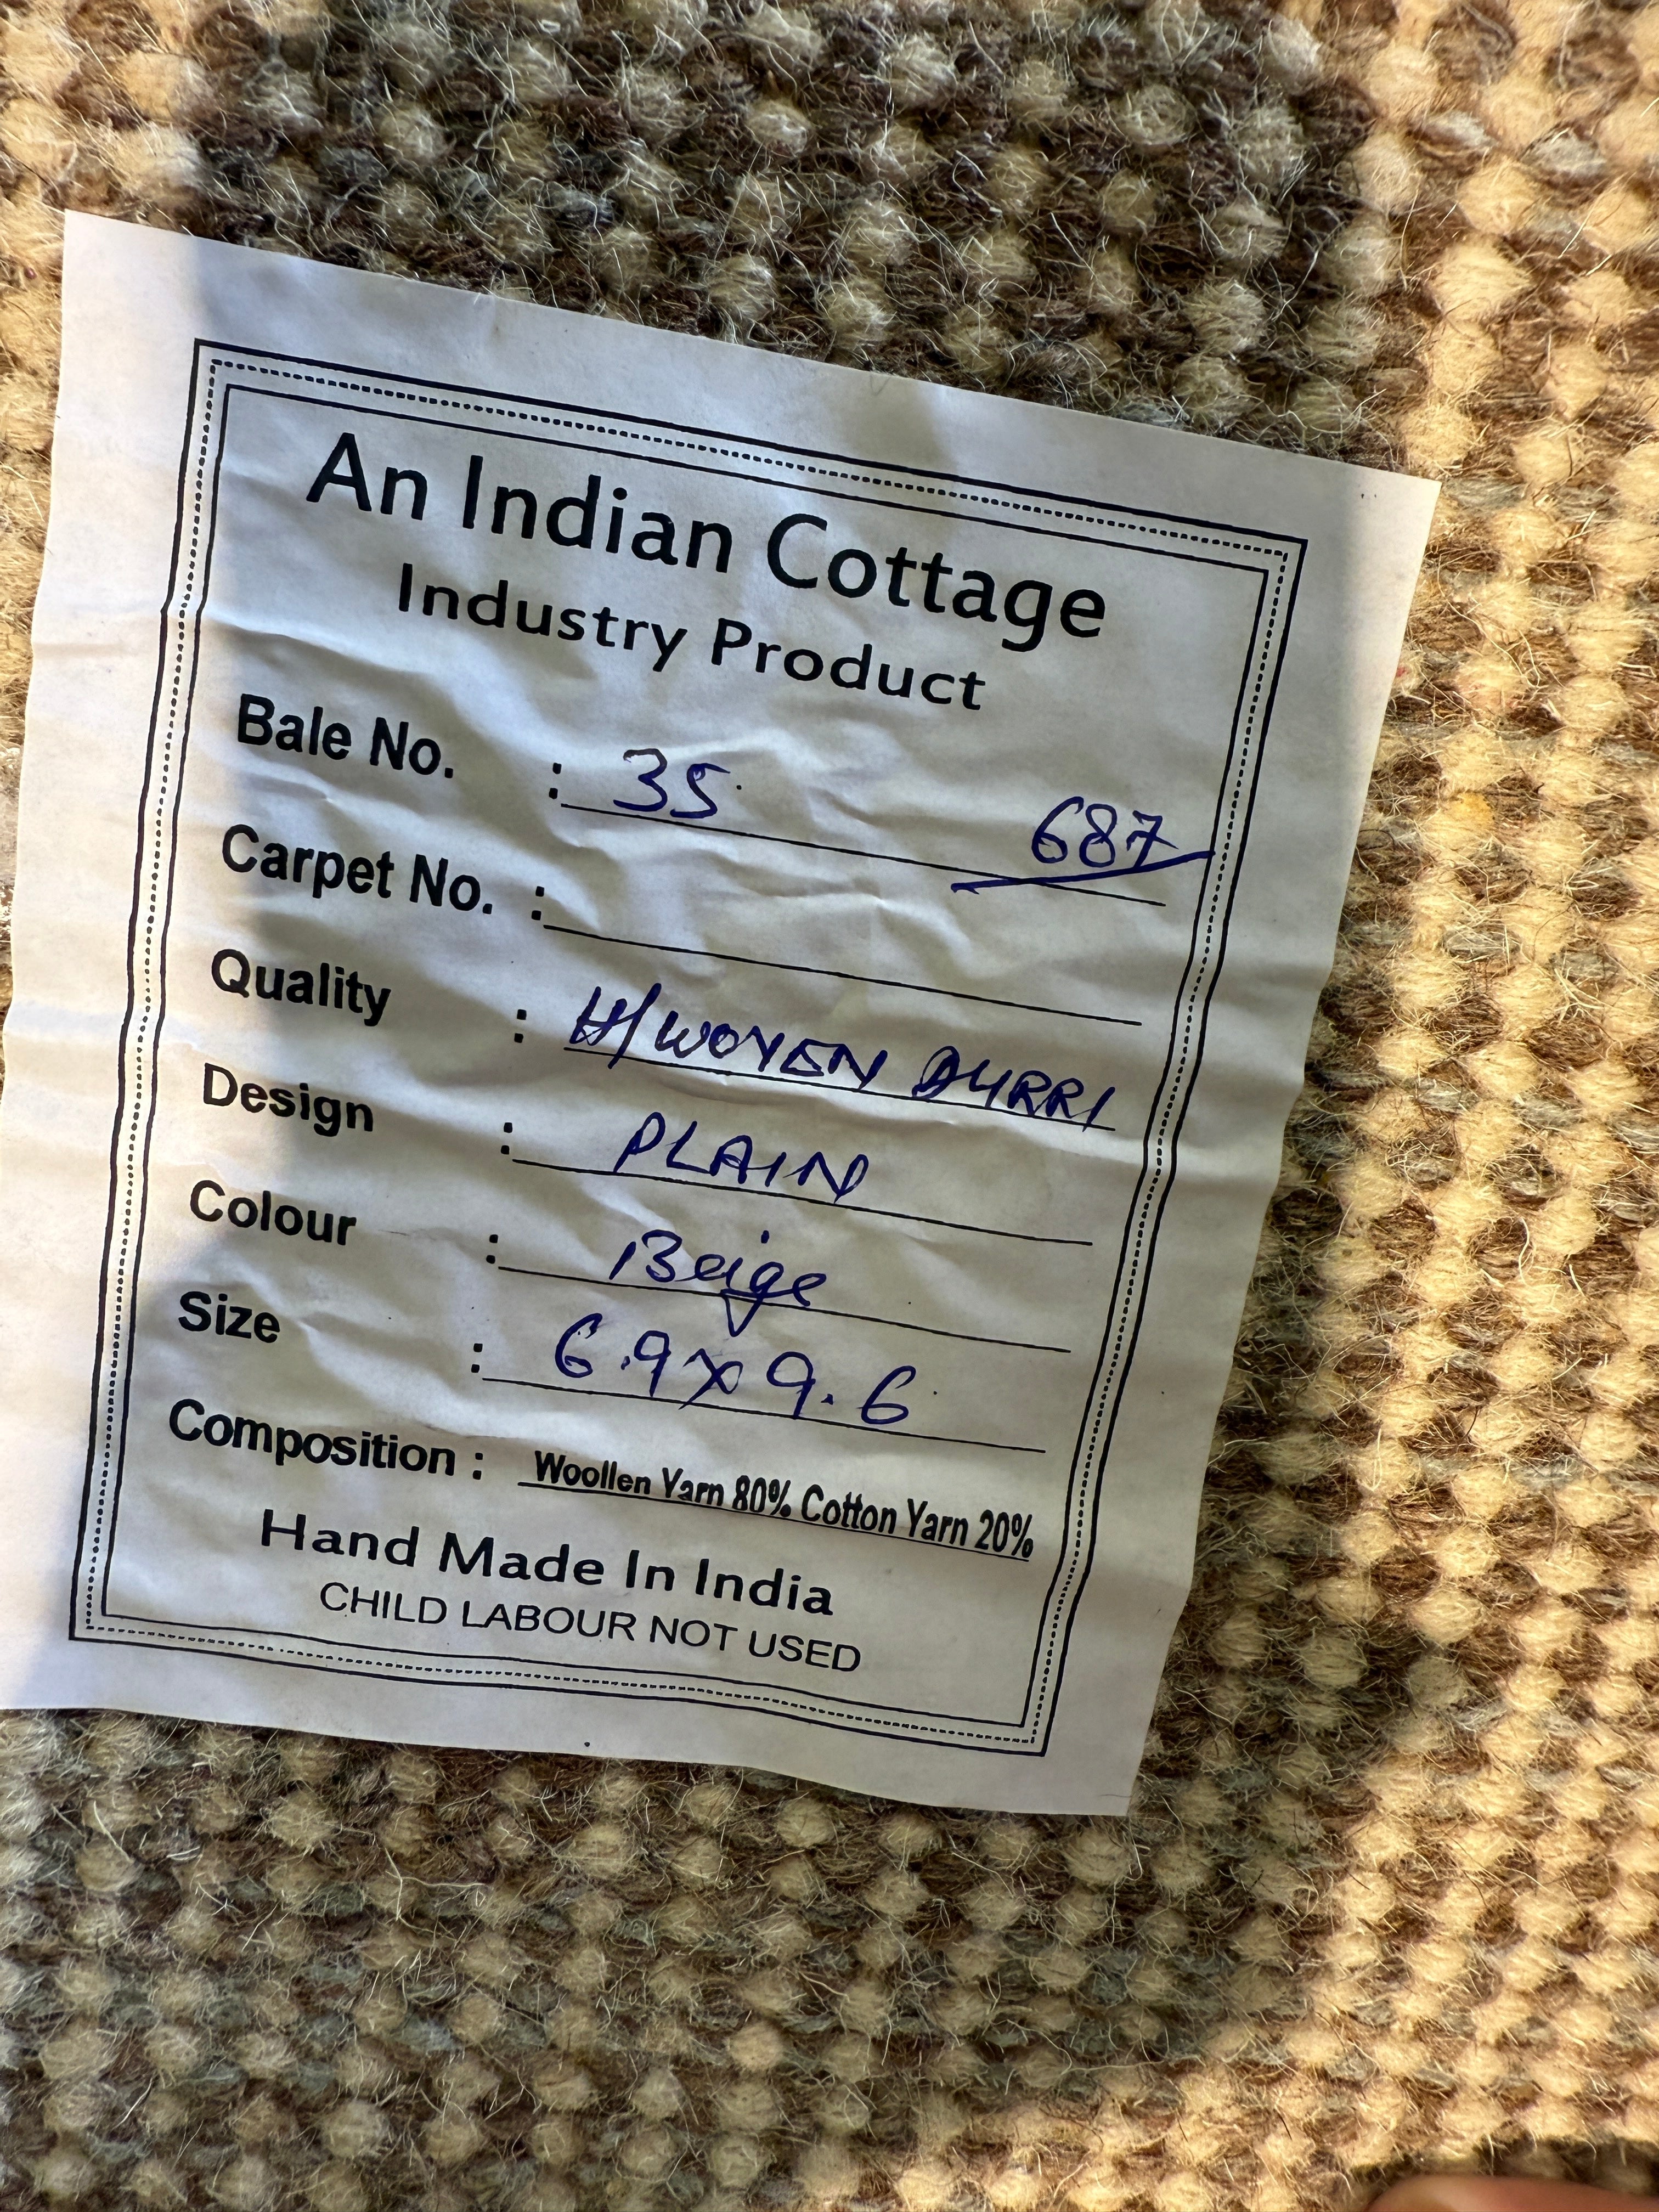 An Indian Cottage
Industry Product
Bale No. : 35 687
Carpet No. :
Quality : H/WOVEN DURRI
Design : PLAIN
Colour : Beige
Size : 6.9x9.6
Composition : Woollen Yarn 80% Cotton Yarn 20%
Hand Made In India
CHILD LABOUR NOT USED